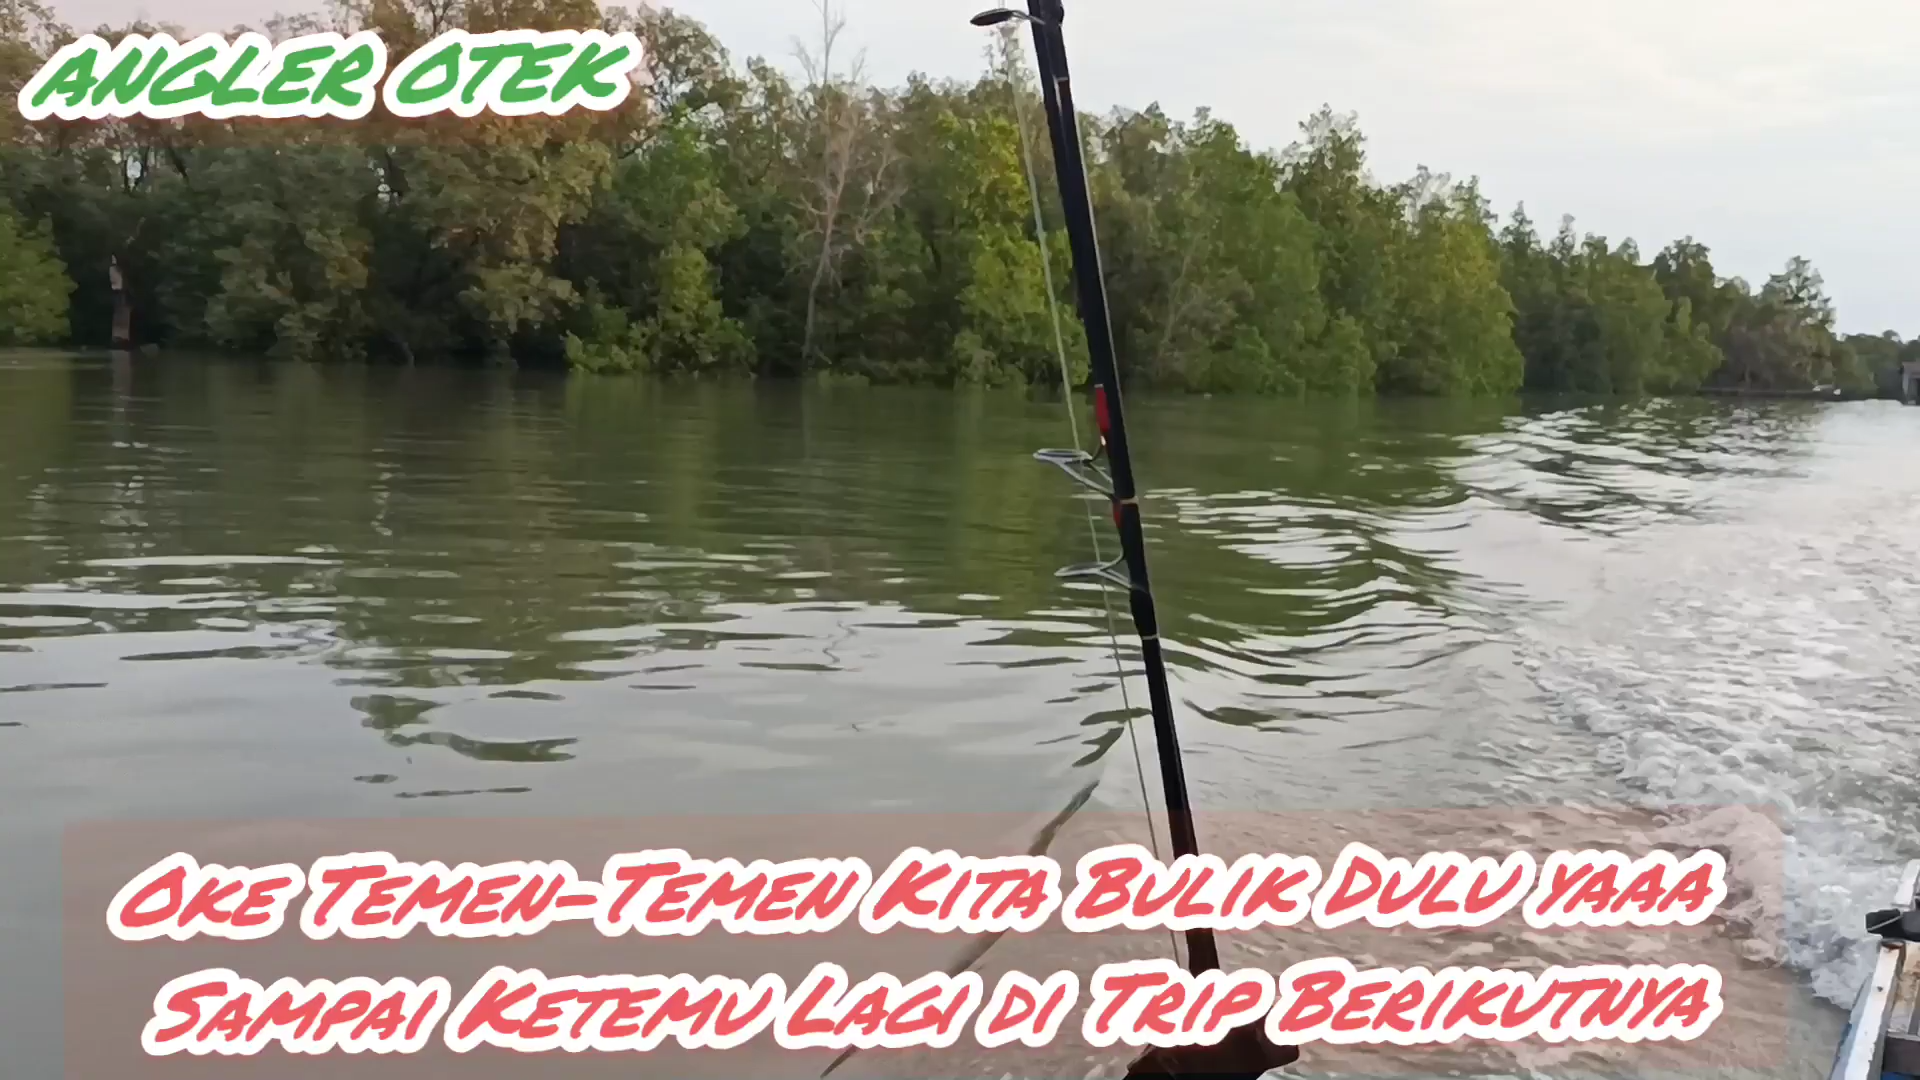 ANGLER OTEK
Oke Temen-Temen Kita Bulik Dulu yaaa
Sampai Ketemu Lagi di Trip Berikutnya